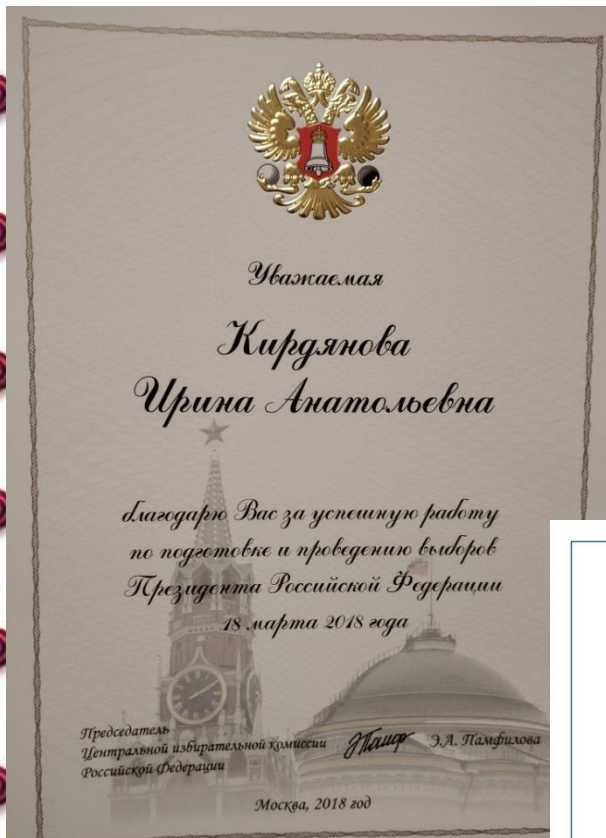 Уважаемая
Кирдянова
Ирина Анатольевна
благодарю Вас за успешную работу
по подготовке и проведению выборов
Президента Российской Федерации
18 марта 2018 года
Председатель
Центральной избирательной комиссии
Российской Федерации
Э.А. Памфилова
Москва, 2018 год